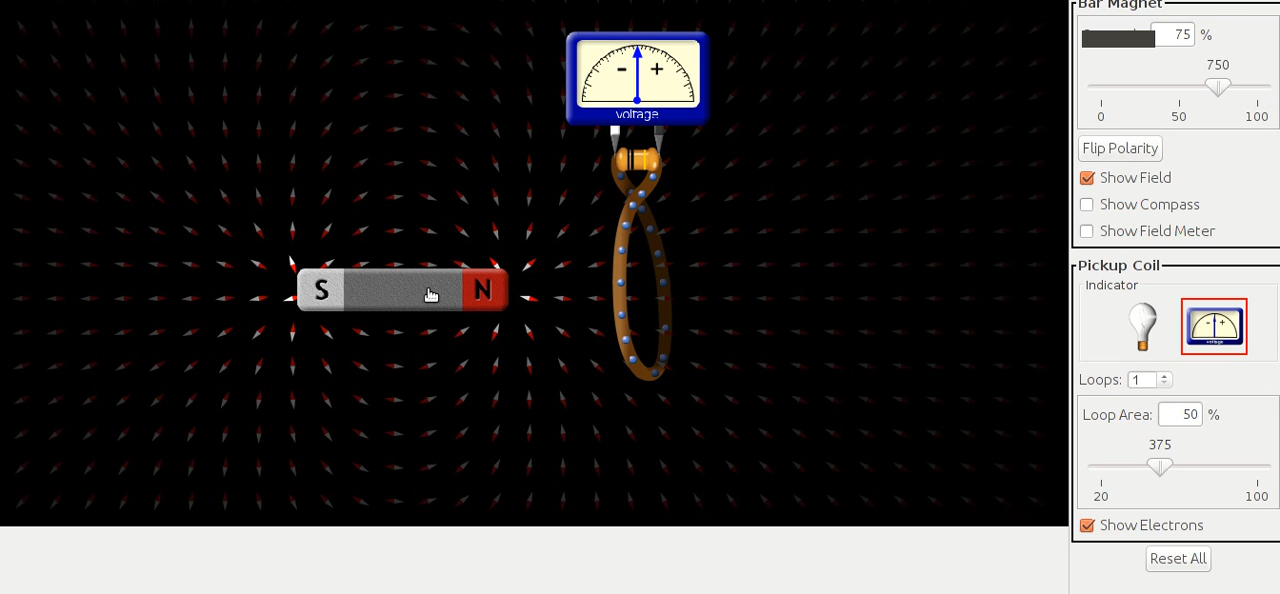 Bar Magnet
75 %
750
0 50 100
Flip Polarity
Show Field
Show Compass
Show Field Meter
Pickup Coil
Indicator
- +
voltage
Loops: 1
Loop Area: 50 %
375
20 100
Show Electrons
Reset All
- +
voltage
S N